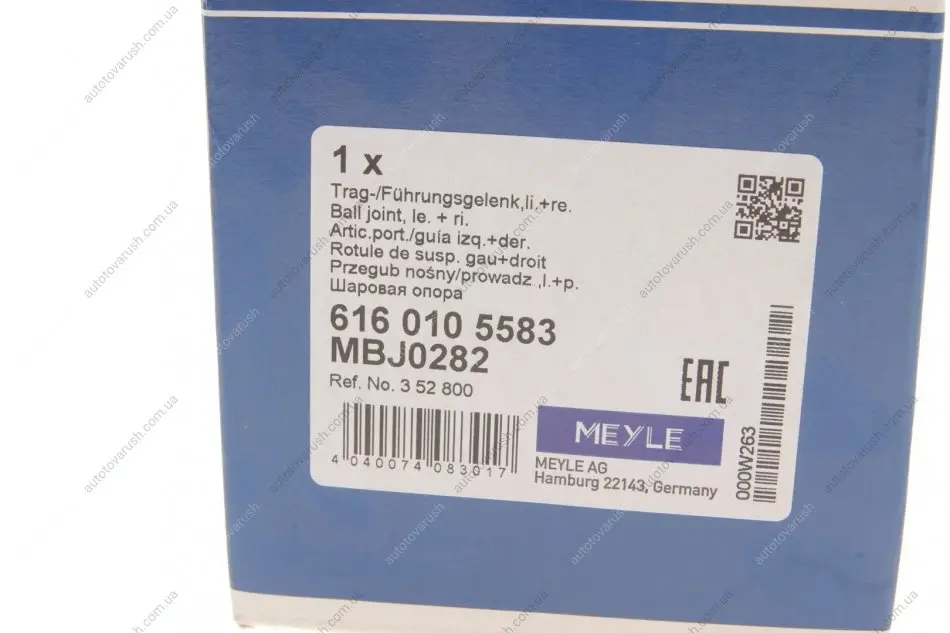 1 x
Trag-/Führungsgelenk,li.+re.
Ball joint, le. + ri.
Artic.port./guía izq.+der.
Rotule de susp. gau+droit
Przegub nośny/prowadz.,l.+p.
Шаровая опора
616 010 5583
MBJ0282
Ref. No. 3 52 800
EAC
4 040074 083017
MEYLE
MEYLE AG
Hamburg 22143, Germany
000W263
autotovarush.com.ua